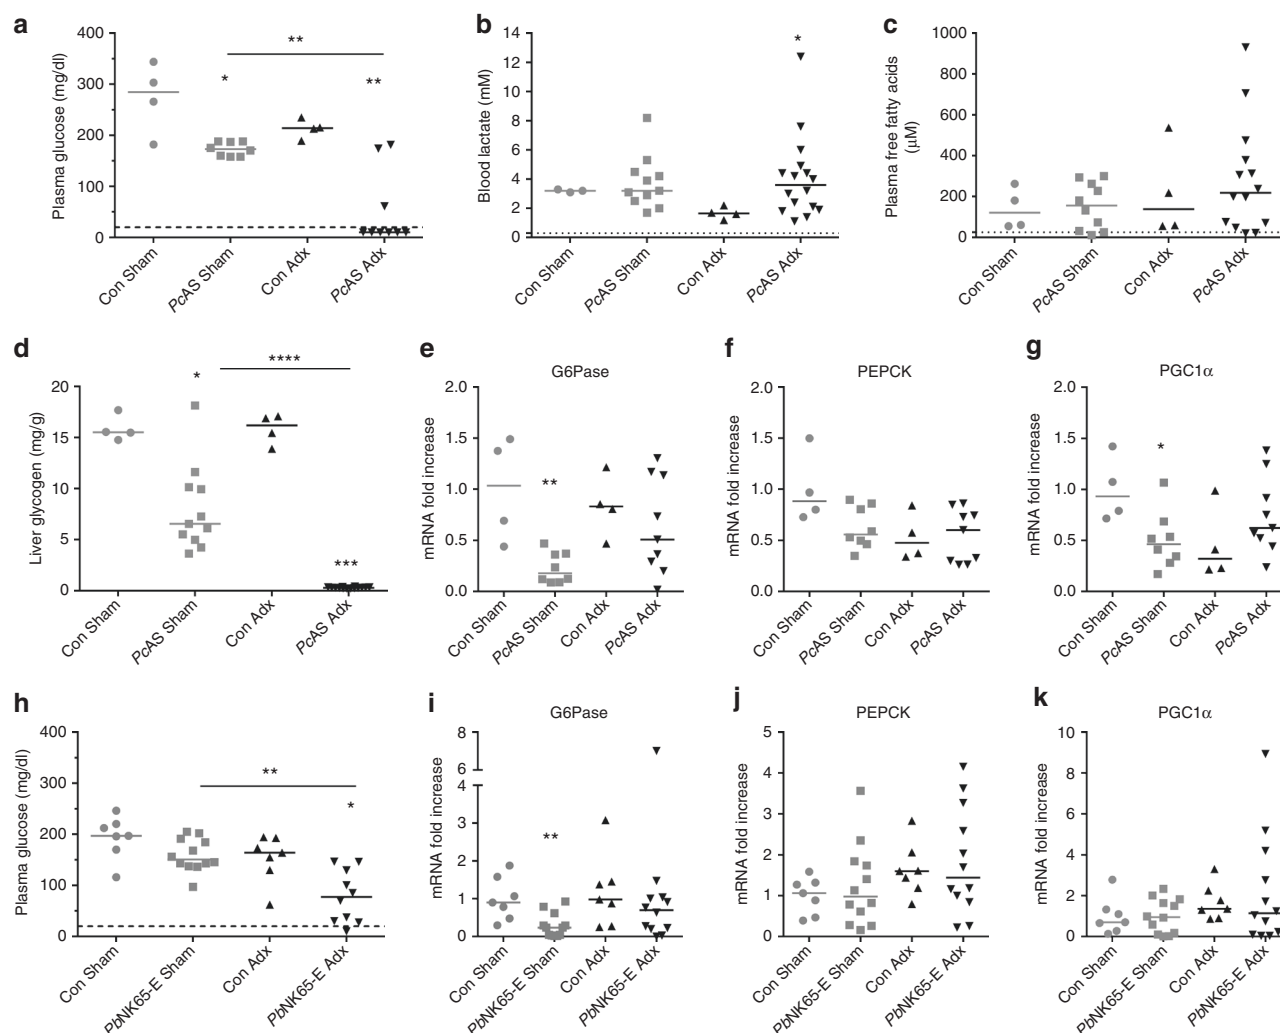 a
Plasma glucose (mg/dl)
400
300
200
100
0
*
**
**
Con Sham
PcAS Sham
Con Adx
PcAS Adx
b
Blood lactate (mM)
14
12
10
8
6
4
2
0
*
Con Sham
PcAS Sham
Con Adx
PcAS Adx
c
Plasma free fatty acids
(μM)
1000
800
600
400
200
0
Con Sham
PcAS Sham
Con Adx
PcAS Adx
d
Liver glycogen (mg/g)
20
15
10
5
0
*
****
***
Con Sham
PcAS Sham
Con Adx
PcAS Adx
e
G6Pase
mRNA fold increase
2.0
1.5
1.0
0.5
0.0
**
Con Sham
PcAS Sham
Con Adx
PcAS Adx
f
PEPCK
mRNA fold increase
2.0
1.5
1.0
0.5
0.0
Con Sham
PcAS Sham
Con Adx
PcAS Adx
g
PGC1α
mRNA fold increase
2.0
1.5
1.0
0.5
0.0
*
Con Sham
PcAS Sham
Con Adx
PcAS Adx
h
Plasma glucose (mg/dl)
400
300
200
100
0
**
*
Con Sham
PbNK65-E Sham
Con Adx
PbNK65-E Adx
i
G6Pase
mRNA fold increase
8
6
4
3
2
1
0
**
Con Sham
PbNK65-E Sham
Con Adx
PbNK65-E Adx
j
PEPCK
mRNA fold increase
5
4
3
2
1
0
Con Sham
PbNK65-E Sham
Con Adx
PbNK65-E Adx
k
PGC1α
mRNA fold increase
10
8
6
4
2
0
Con Sham
PbNK65-E Sham
Con Adx
PbNK65-E Adx